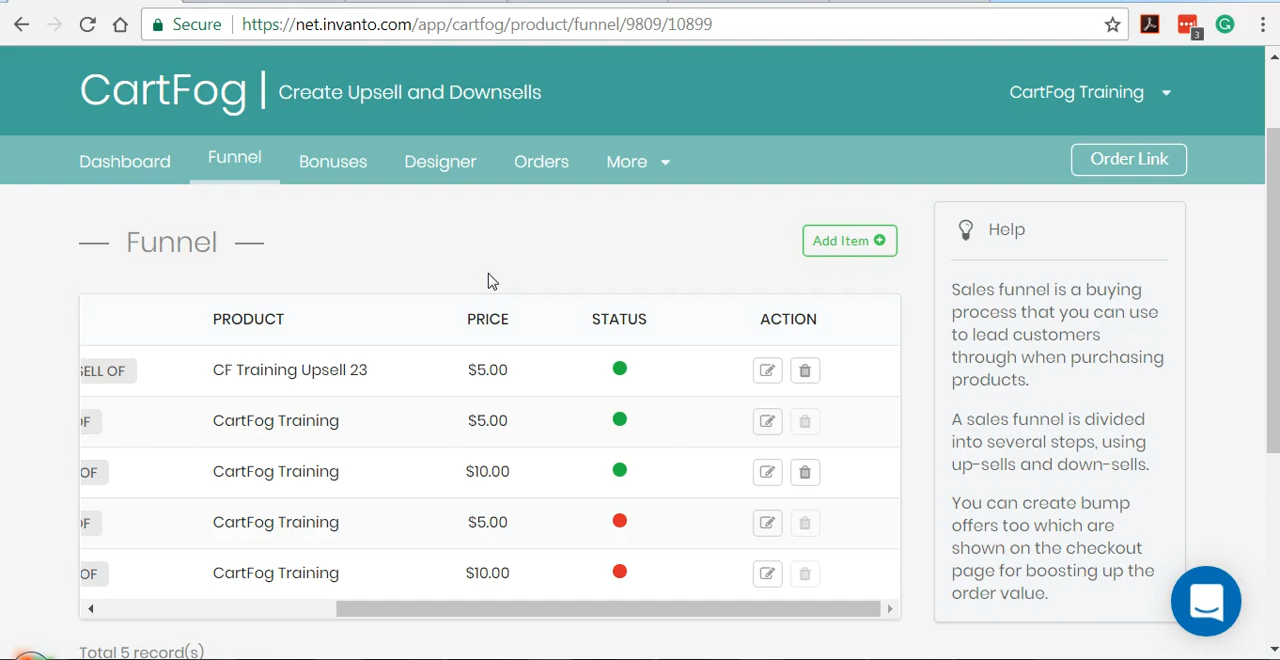 Secure https://net.invanto.com/app/cartfog/product/funnel/9809/10899
3
CartFog | Create Upsell and Downsells
CartFog Training
Dashboard Funnel Bonuses Designer Orders More Order Link
Funnel
Add Item
PRODUCT PRICE STATUS ACTION
SELL OF CF Training Upsell 23 $5.00
OF CartFog Training $5.00
OF CartFog Training $10.00
OF CartFog Training $5.00
OF CartFog Training $10.00
Total 5 record(s)
Help
Sales funnel is a buying
process that you can use
to lead customers
through when purchasing
products.
A sales funnel is divided
into several steps, using
up-sells and down-sells.
You can create bump
offers too which are
shown on the checkout
page for boosting up the
order value.